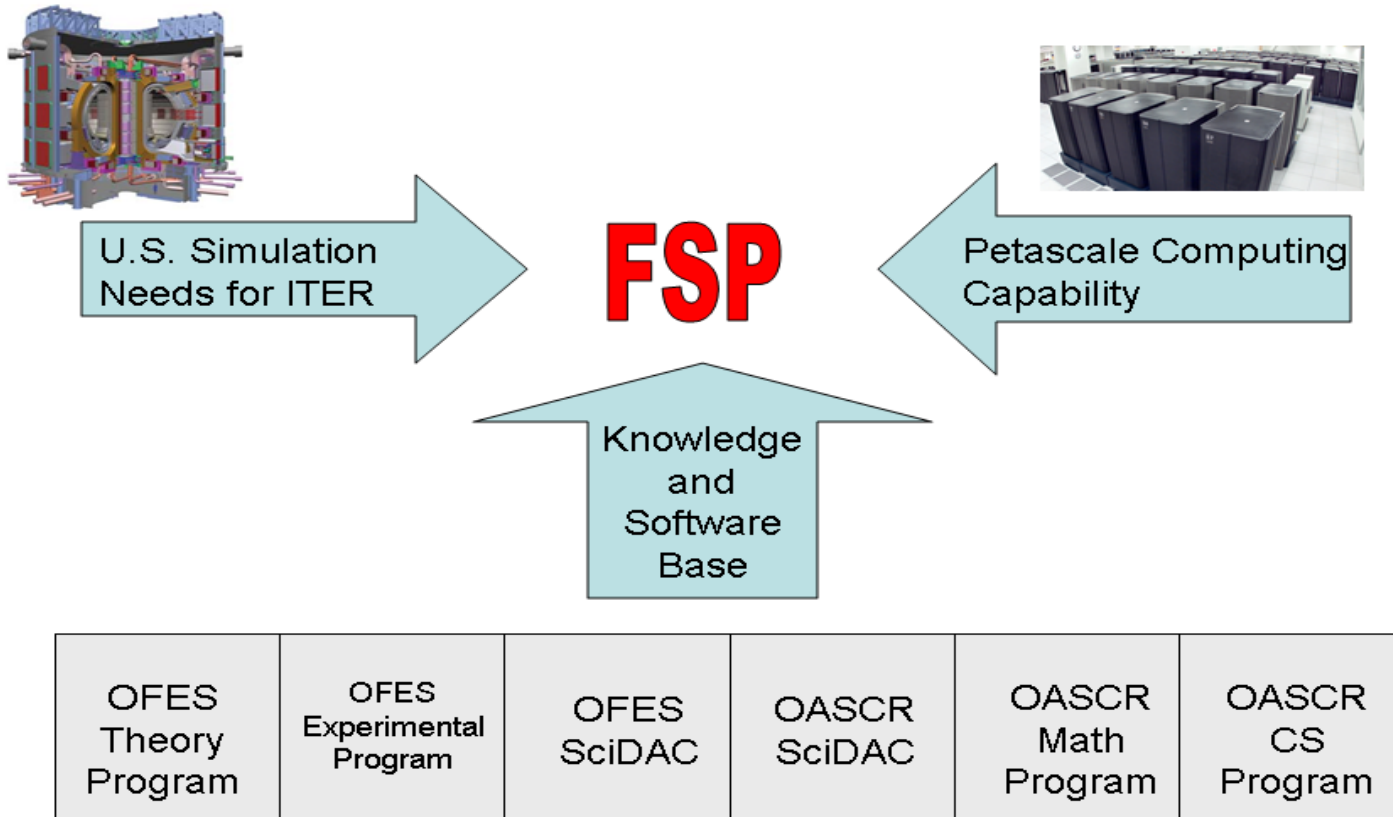 U.S. Simulation
Needs for ITER
FSP
Petascale Computing
Capability
Knowledge
and
Software
Base
OFES
Theory
Program
OFES
Experimental
Program
OFES
SciDAC
OASCR
SciDAC
OASCR
Math
Program
OASCR
CS
Program